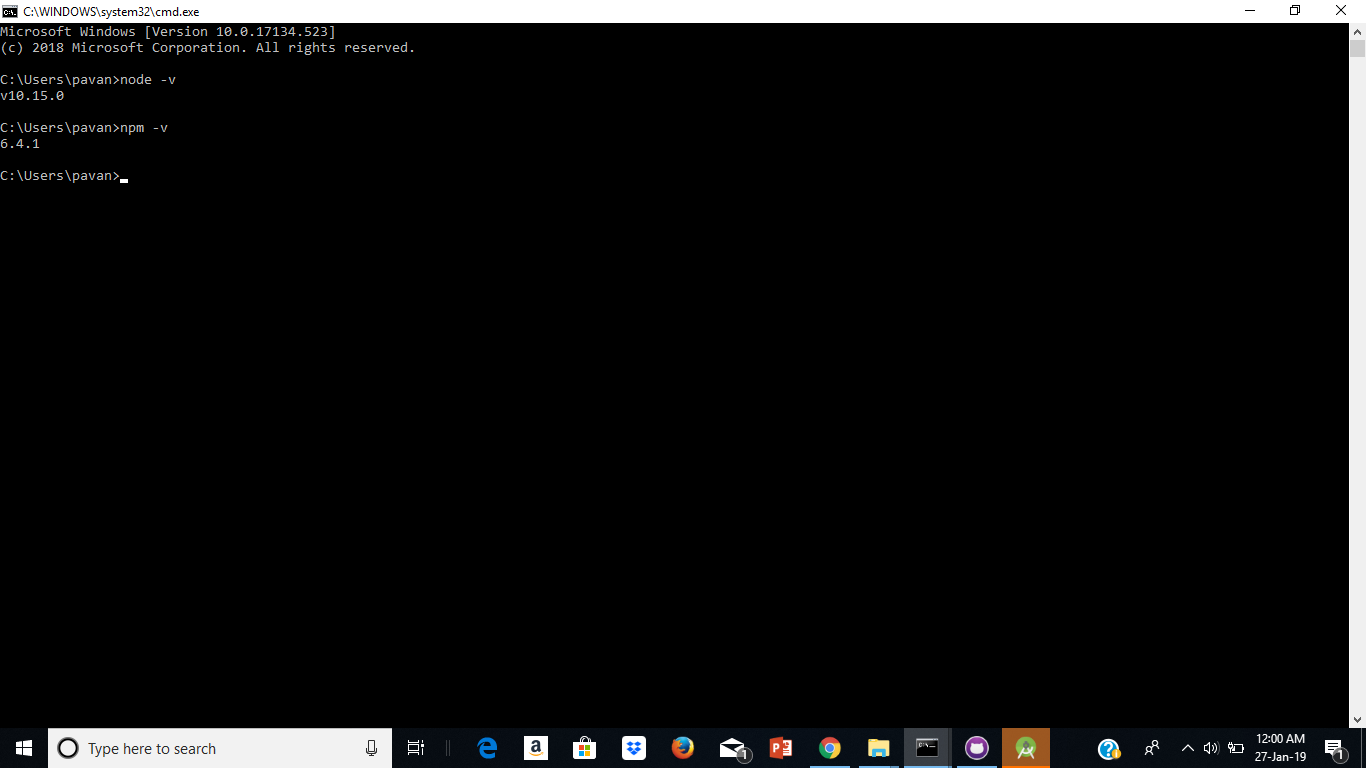 C:\WINDOWS\system32\cmd.exe
Microsoft Windows [Version 10.0.17134.523]
(c) 2018 Microsoft Corporation. All rights reserved.
C:\Users\pavan>node -v
v10.15.0
C:\Users\pavan>npm -v
6.4.1
C:\Users\pavan>
Type here to search
1
12:00 AM
27-Jan-19
1